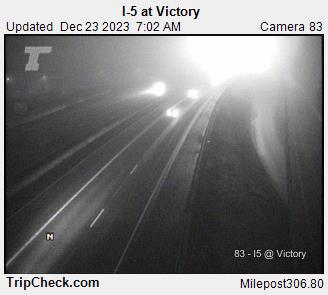 I-5 at Victory
Updated Dec 23 2023 7:02 AM Camera 83
T
N
83 - I5 @ Victory
TripCheck.com Milepost306.80